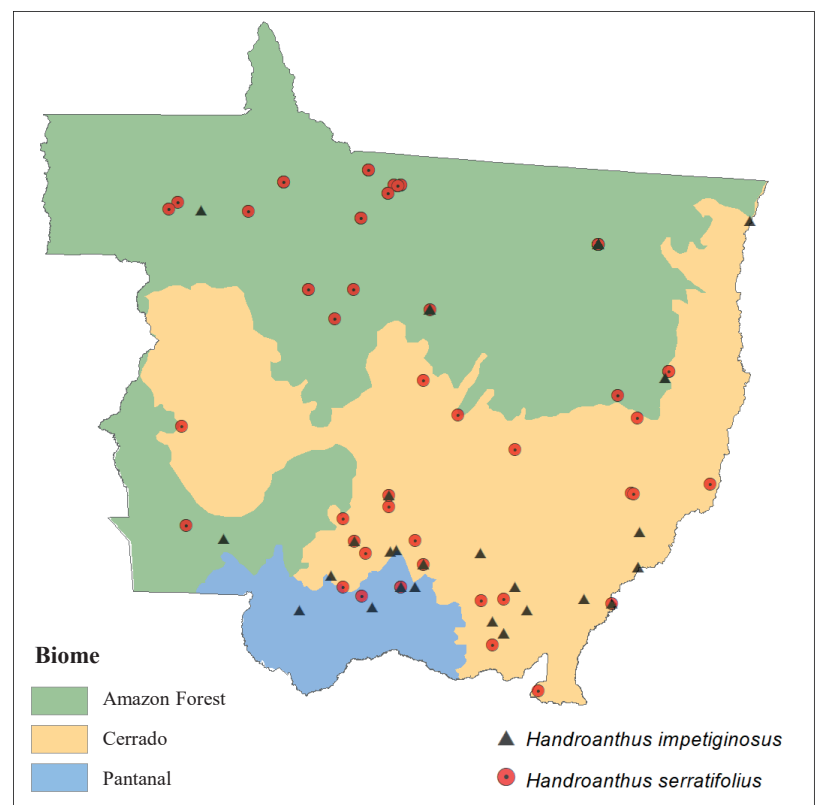 Biome
Amazon Forest
Cerrado
Pantanal
Handroanthus impetiginosus
Handroanthus serratifolius